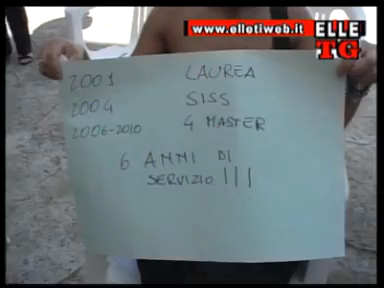 www.elletiweb.it
ELLE
TG
2001 LAUREA
2004 SISS
2006-2010 4 MASTER
6 ANNI DI
SERVIZIO !!!